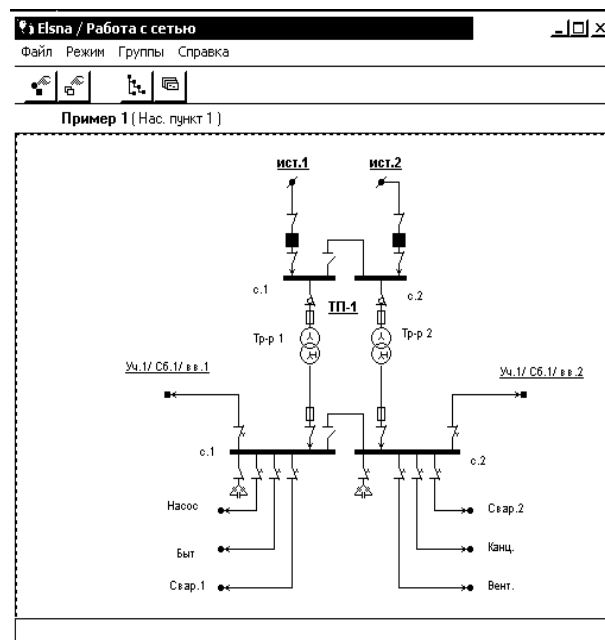 Elsna / Работа с сетью
Файл Режим Группы Справка
Пример 1 ( Нас. пункт 1 )
ист.1 ист.2
с.1 ТП-1 с.2
Тр-р 1 Тр-р 2
Уч.1/ Сб.1/ вв.1 Уч.1/ Сб.1/ вв.2
с.1 с.2
Насос Свар.2
Быт Канц.
Свар.1 Вент.